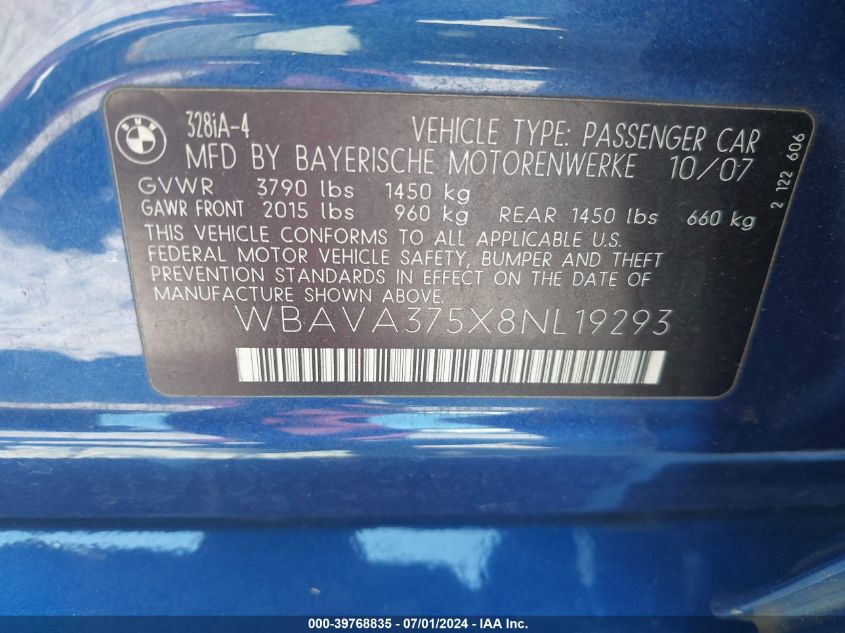 BMW
328iA-4
VEHICLE TYPE: PASSENGER CAR
MFD BY BAYERISCHE MOTORENWERKE 10/07
GVWR 3790 lbs 1450 kg
GAWR FRONT 2015 lbs 960 kg REAR 1450 lbs 660 kg
THIS VEHICLE CONFORMS TO ALL APPLICABLE U.S.
FEDERAL MOTOR VEHICLE SAFETY, BUMPER AND THEFT
PREVENTION STANDARDS IN EFFECT ON THE DATE OF
MANUFACTURE SHOWN ABOVE.
WBAVA375X8NL19293
2 122 606
000-39768835 / 07/01/2024 - IAA Inc.